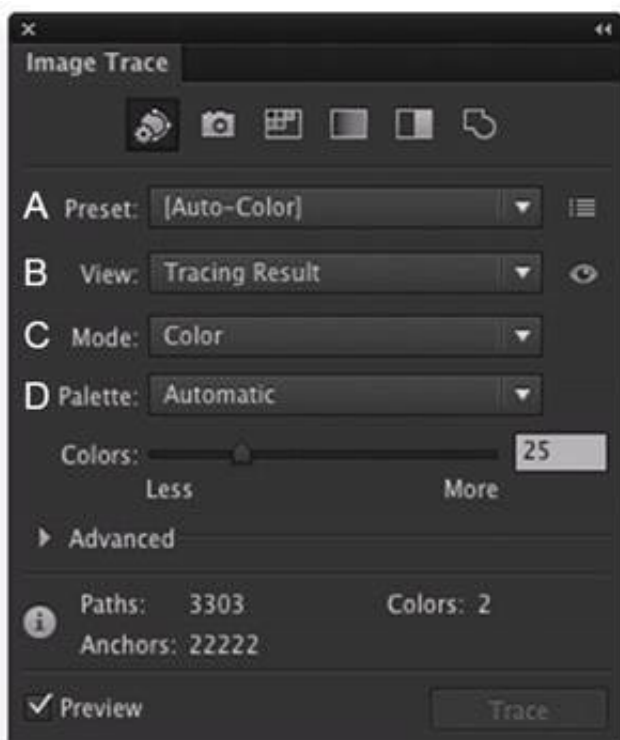 Image Trace
A Preset: [Auto-Color]
B View: Tracing Result
C Mode: Color
D Palette: Automatic
Colors: 25
Less More
Advanced
Paths: 3303 Colors: 2
Anchors: 22222
Preview Trace